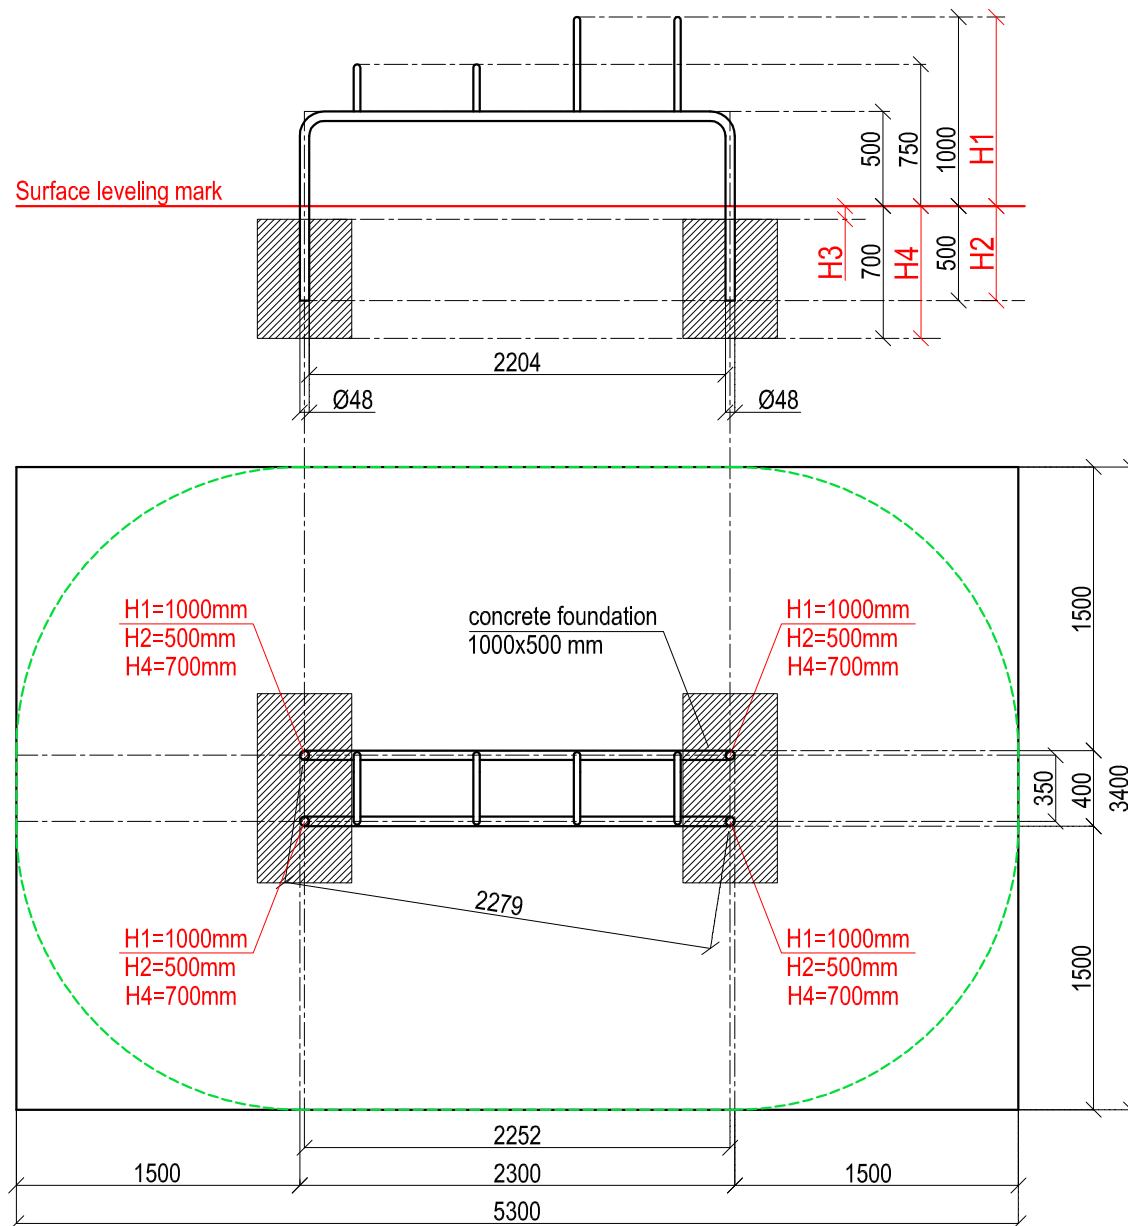 500
750
1000
H1
Surface leveling mark
H3
700
H4
500
H2
2204
Ø48
Ø48
H1=1000mm
H2=500mm
H4=700mm
concrete foundation
1000x500 mm
H1=1000mm
H2=500mm
H4=700mm
1500
350
400
3400
2279
H1=1000mm
H2=500mm
H4=700mm
H1=1000mm
H2=500mm
H4=700mm
1500
2252
1500
2300
1500
5300